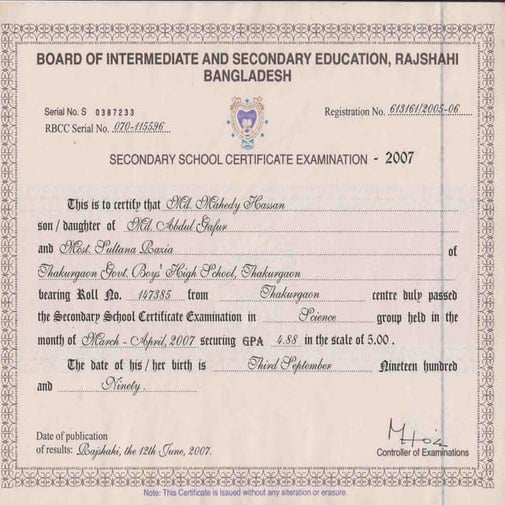 BOARD OF INTERMEDIATE AND SECONDARY EDUCATION, RAJSHAHI
BANGLADESH
Serial No. S 0387233
Registration No. 613161/2005-06
RBCC Serial No. 070-115596
SECONDARY SCHOOL CERTIFICATE EXAMINATION - 2007
This is to certify that Md. Mahedy Hassan
son / daughter of Md. Abdul Gafur
and Most. Sultana Razia of
Thakurgaon Govt. Boys' High School, Thakurgaon
bearing Roll No. 147385 from Thakurgaon centre duly passed
the Secondary School Certificate Examination in Science group held in the
month of March - April, 2007 securing GPA 4.88 in the scale of 5.00.
The date of his / her birth is Third September Nineteen hundred
and Ninety.
Date of publication
of results: Rajshahi, the 12th June, 2007.
Controller of Examinations
Note: This Certificate is issued without any alteration or erasure.